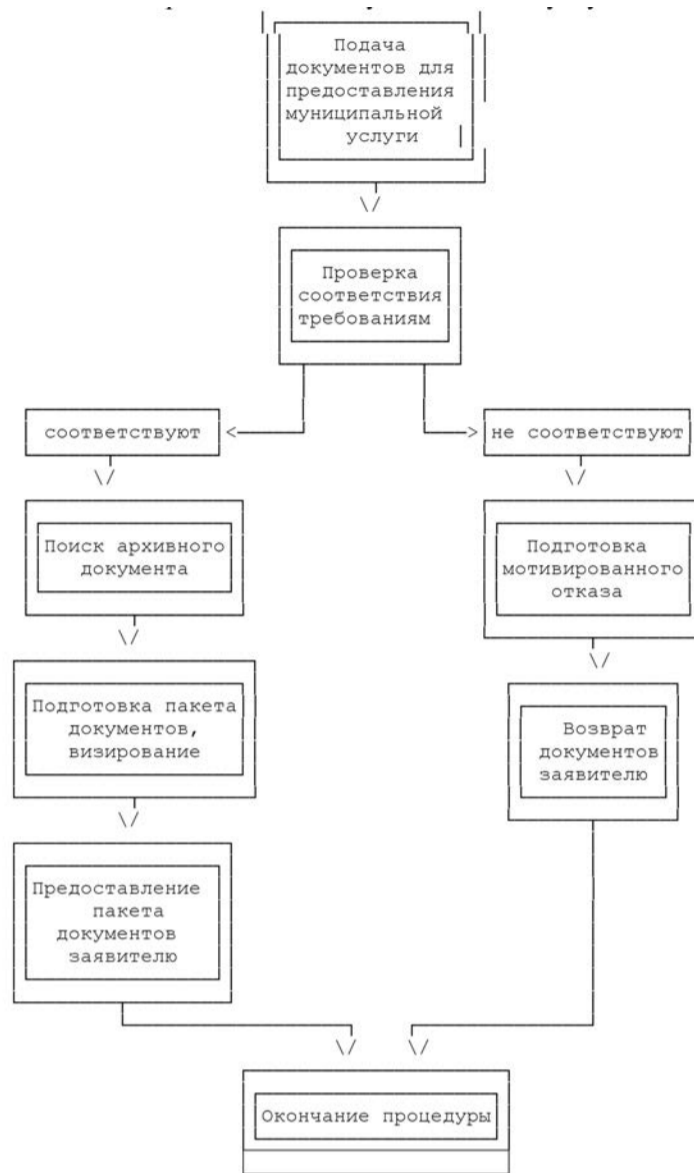 Подача
документов для
предоставления
муниципальной
услуги
Проверка
соответствия
требованиям
соответствуют
не соответствуют
Поиск архивного
документа
Подготовка
мотивированного
отказа
Подготовка пакета
документов,
визирование
Возврат
документов
заявителю
Предоставление
пакета
документов
заявителю
Окончание процедуры